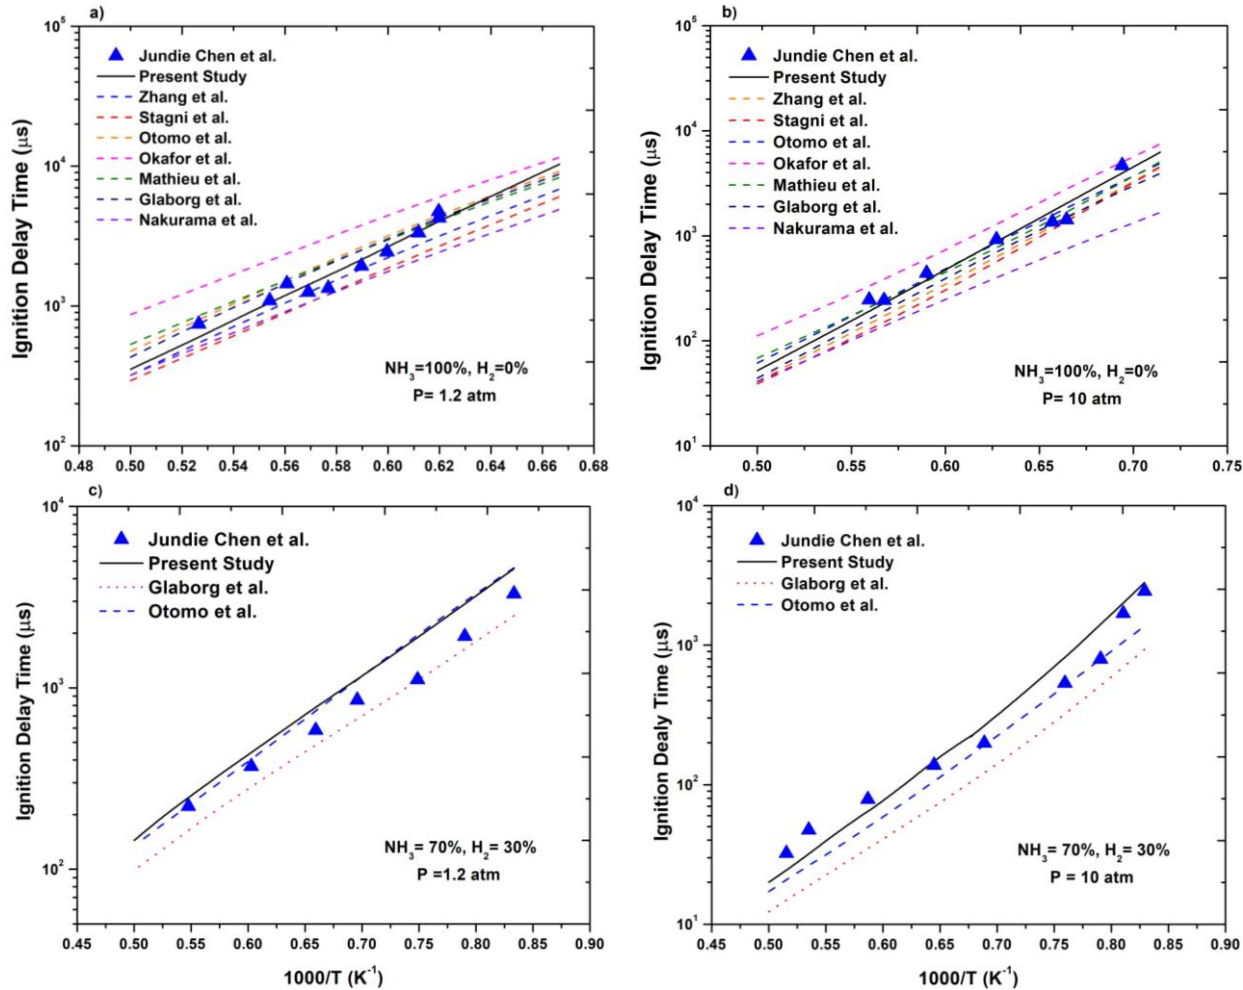 a)
Jundie Chen et al.
Present Study
Zhang et al.
Stagni et al.
Otomo et al.
Okafor et al.
Mathieu et al.
Glaborg et al.
Nakurama et al.
NH3=100%, H2=0%
P= 1.2 atm
Ignition Delay Time (μs)
10^5
10^4
10^3
10^2
0.48 0.50 0.52 0.54 0.56 0.58 0.60 0.62 0.64 0.66 0.68
b)
Jundie Chen et al.
Present Study
Zhang et al.
Stagni et al.
Otomo et al.
Okafor et al.
Mathieu et al.
Glaborg et al.
Nakurama et al.
NH3=100%, H2=0%
P= 10 atm
Ignition Delay Time (μs)
10^5
10^4
10^3
10^2
10^1
0.50 0.55 0.60 0.65 0.70 0.75
c)
Jundie Chen et al.
Present Study
Glaborg et al.
Otomo et al.
NH3= 70%, H2= 30%
P =1.2 atm
Ignition Delay Time (μs)
10^4
10^3
10^2
0.45 0.50 0.55 0.60 0.65 0.70 0.75 0.80 0.85 0.90
1000/T (K^-1)
d)
Jundie Chen et al.
Present Study
Glaborg et al.
Otomo et al.
NH3= 70%, H2= 30%
P = 10 atm
Ignition Dealy Time (μs)
10^4
10^3
10^2
10^1
0.45 0.50 0.55 0.60 0.65 0.70 0.75 0.80 0.85 0.90
1000/T (K^-1)